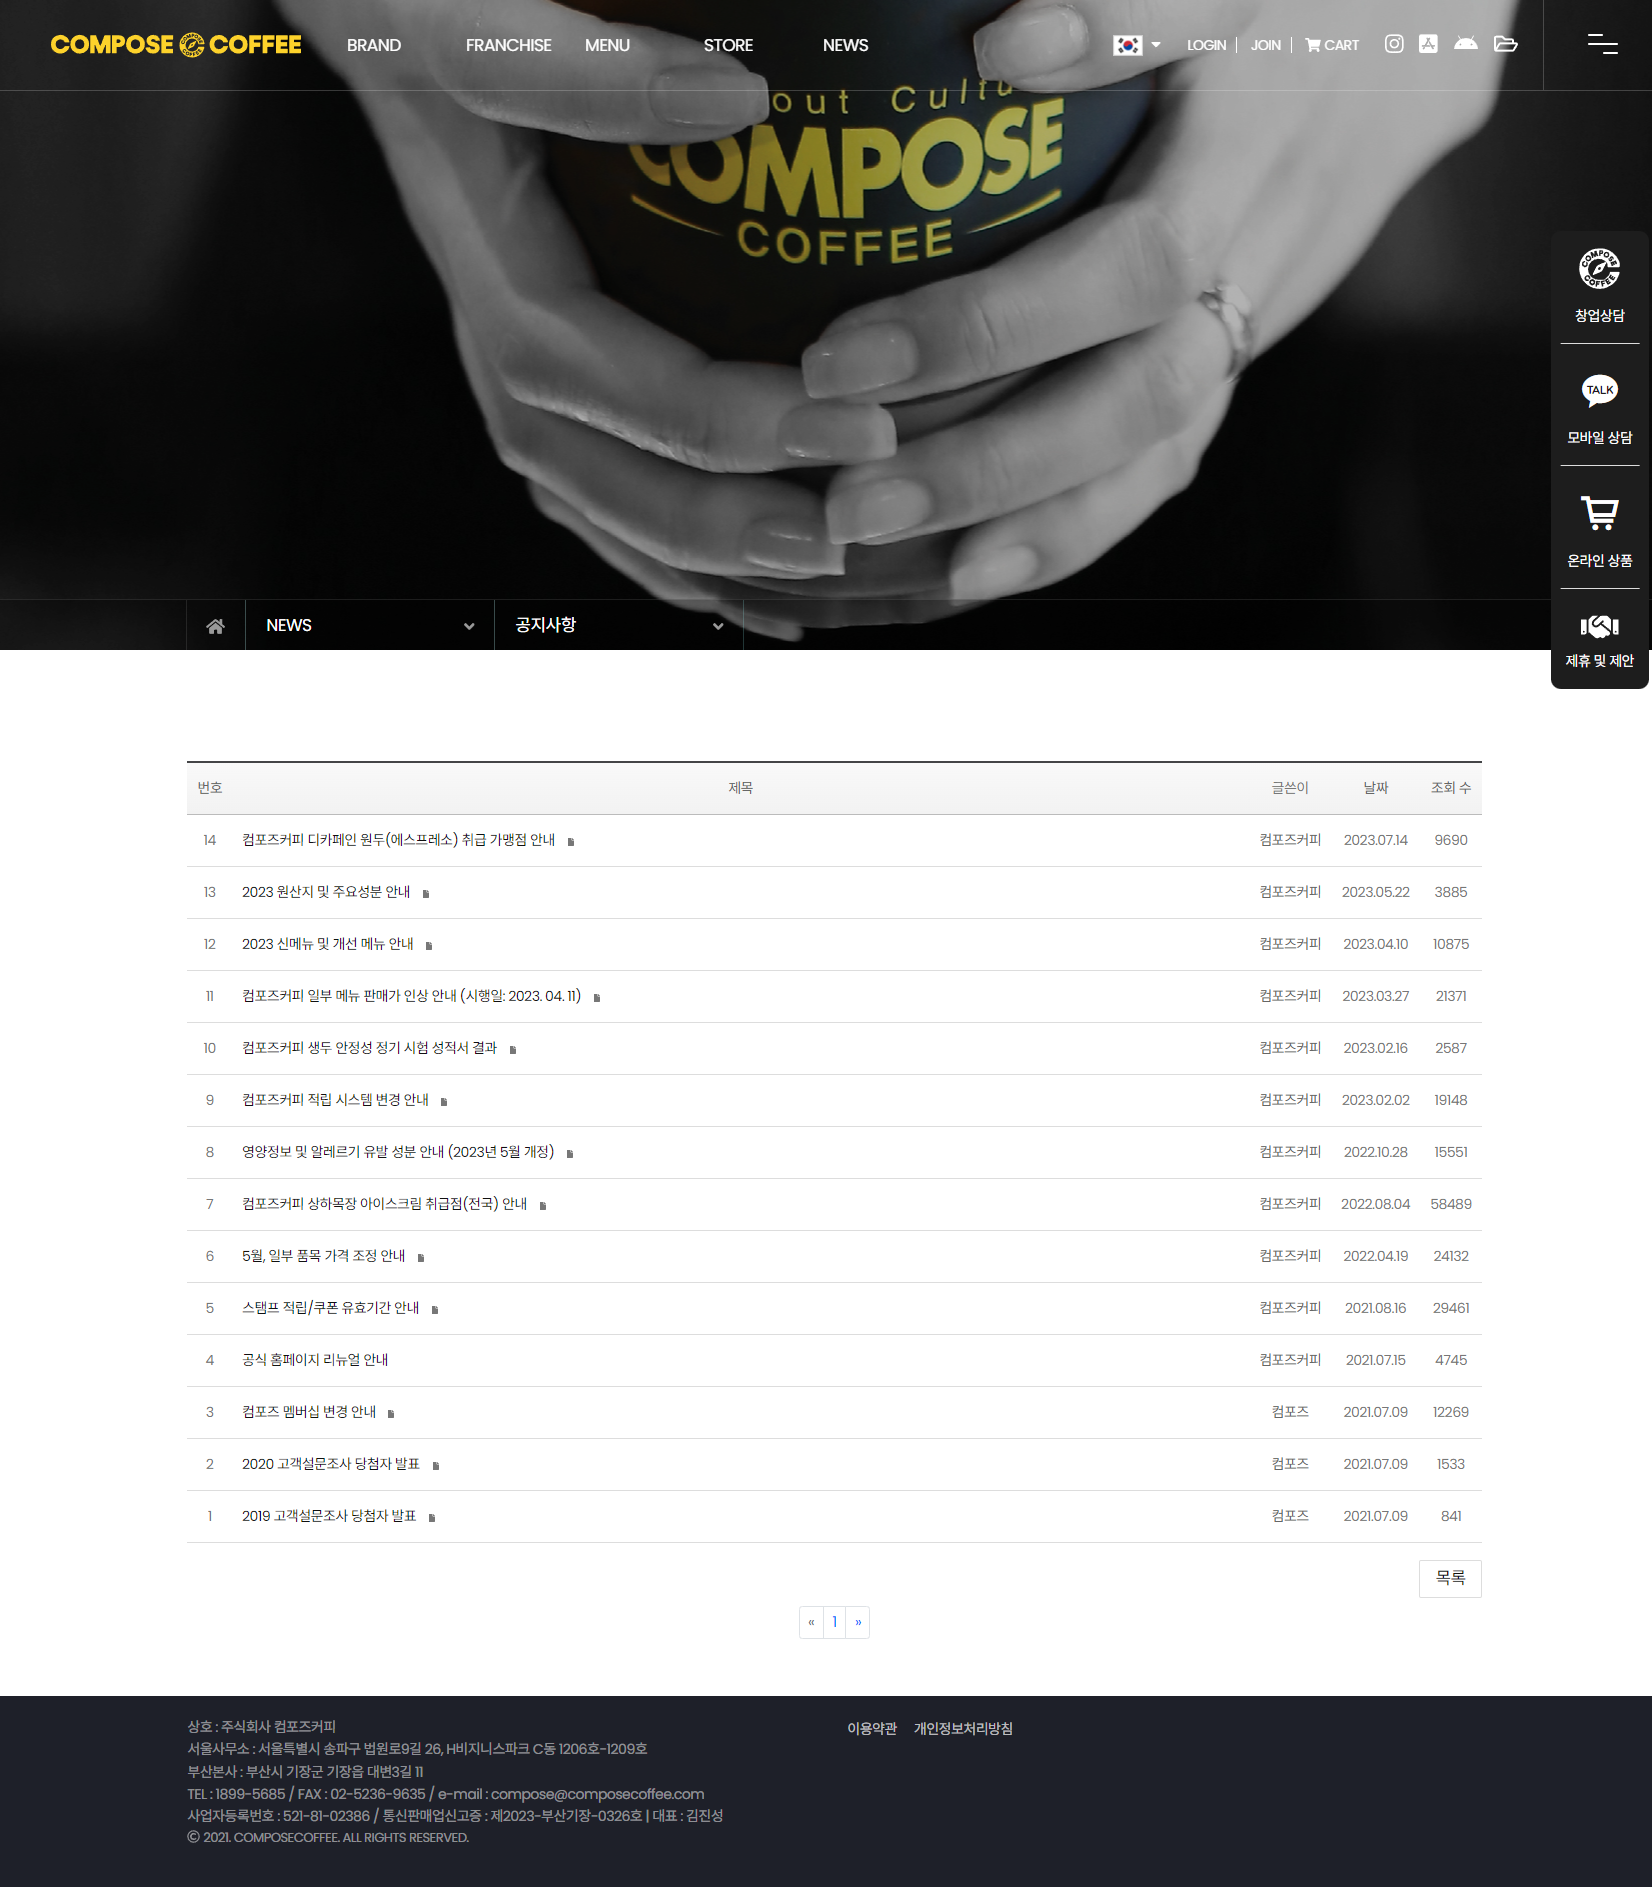 COMPOSE COFFEE
BRAND FRANCHISE MENU STORE NEWS
LOGIN JOIN CART
out Cultu
COMPOSE
COFFEE
COMPOSE COFFEE
창업상담
TALK
모바일 상담
온라인 상품
제휴 및 제안
NEWS 공지사항
번호 제목 글쓴이 날짜 조회 수
14 컴포즈커피 디카페인 원두(에스프레소) 취급 가맹점 안내 컴포즈커피 2023.07.14 9690
13 2023 원산지 및 주요성분 안내 컴포즈커피 2023.05.22 3885
12 2023 신메뉴 및 개선 메뉴 안내 컴포즈커피 2023.04.10 10875
11 컴포즈커피 일부 메뉴 판매가 인상 안내 (시행일: 2023. 04. 11) 컴포즈커피 2023.03.27 21371
10 컴포즈커피 생두 안정성 정기 시험 성적서 결과 컴포즈커피 2023.02.16 2587
9 컴포즈커피 적립 시스템 변경 안내 컴포즈커피 2023.02.02 19148
8 영양정보 및 알레르기 유발 성분 안내 (2023년 5월 개정) 컴포즈커피 2022.10.28 15551
7 컴포즈커피 상하목장 아이스크림 취급점(전국) 안내 컴포즈커피 2022.08.04 58489
6 5월, 일부 품목 가격 조정 안내 컴포즈커피 2022.04.19 24132
5 스탬프 적립/쿠폰 유효기간 안내 컴포즈커피 2021.08.16 29461
4 공식 홈페이지 리뉴얼 안내 컴포즈커피 2021.07.15 4745
3 컴포즈 멤버십 변경 안내 컴포즈 2021.07.09 12269
2 2020 고객설문조사 당첨자 발표 컴포즈 2021.07.09 1533
1 2019 고객설문조사 당첨자 발표 컴포즈 2021.07.09 841
목록
« 1 »
상호 : 주식회사 컴포즈커피
이용약관 개인정보처리방침
서울사무소 : 서울특별시 송파구 법원로9길 26, H비지니스파크 C동 1206호-1209호
부산본사 : 부산시 기장군 기장읍 대변3길 11
TEL : 1899-5685 / FAX : 02-5236-9635 / e-mail : compose@composecoffee.com
사업자등록번호 : 521-81-02386 / 통신판매업신고증 : 제2023-부산기장-0326호 | 대표 : 김진성
© 2021. COMPOSECOFFEE. ALL RIGHTS RESERVED.